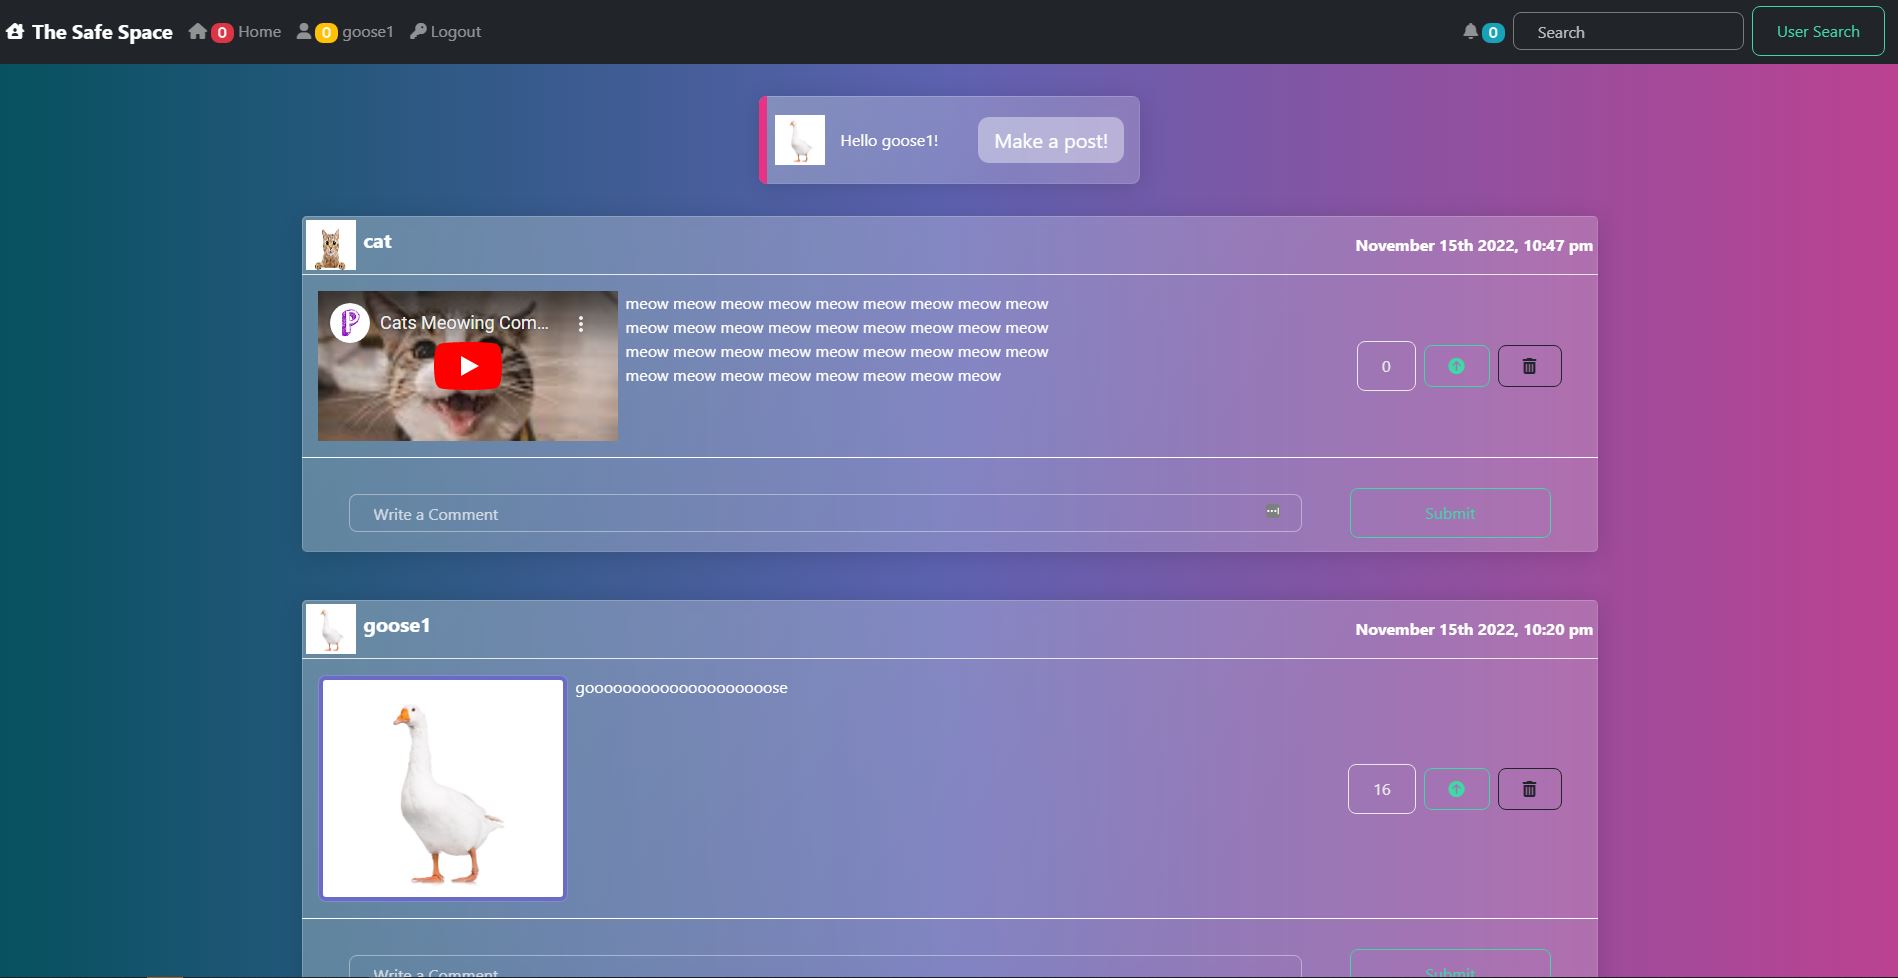 The Safe Space 0 Home 0 goose1 Logout 0 Search User Search
Hello goose1! Make a post!
cat November 15th 2022, 10:47 pm
P Cats Meowing Com...
meow meow meow meow meow meow meow meow meow
meow meow meow meow meow meow meow meow meow
meow meow meow meow meow meow meow meow meow
meow meow meow meow meow meow meow meow
0
Write a Comment Submit
goose1 November 15th 2022, 10:20 pm
goooooooooooooooooooose
16
Write a Comment Submit